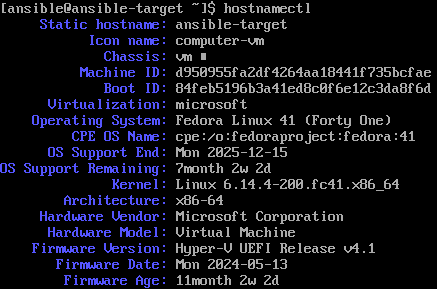 [ansible@ansible-target ~]$ hostnamectl
Static hostname: ansible-target
Icon name: computer-vm
Chassis: vm
Machine ID: d950955fa2df4264aa18441f735bcfae
Boot ID: 84feb5196b3a41ed8c0f6e12c3da8f6d
Virtualization: microsoft
Operating System: Fedora Linux 41 (Forty One)
CPE OS Name: cpe:/o:fedoraproject:fedora:41
OS Support End: Mon 2025-12-15
OS Support Remaining: 7month 2w 2d
Kernel: Linux 6.14.4-200.fc41.x86_64
Architecture: x86-64
Hardware Vendor: Microsoft Corporation
Hardware Model: Virtual Machine
Firmware Version: Hyper-V UEFI Release v4.1
Firmware Date: Mon 2024-05-13
Firmware Age: 11month 2w 2d